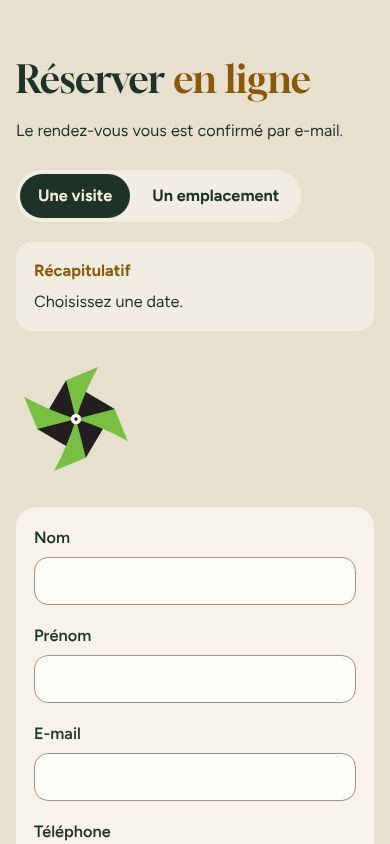 Réserver en ligne
Le rendez-vous vous est confirmé par e-mail.
Une visite
Un emplacement
Récapitulatif
Choisissez une date.
Nom
Prénom
E-mail
Téléphone